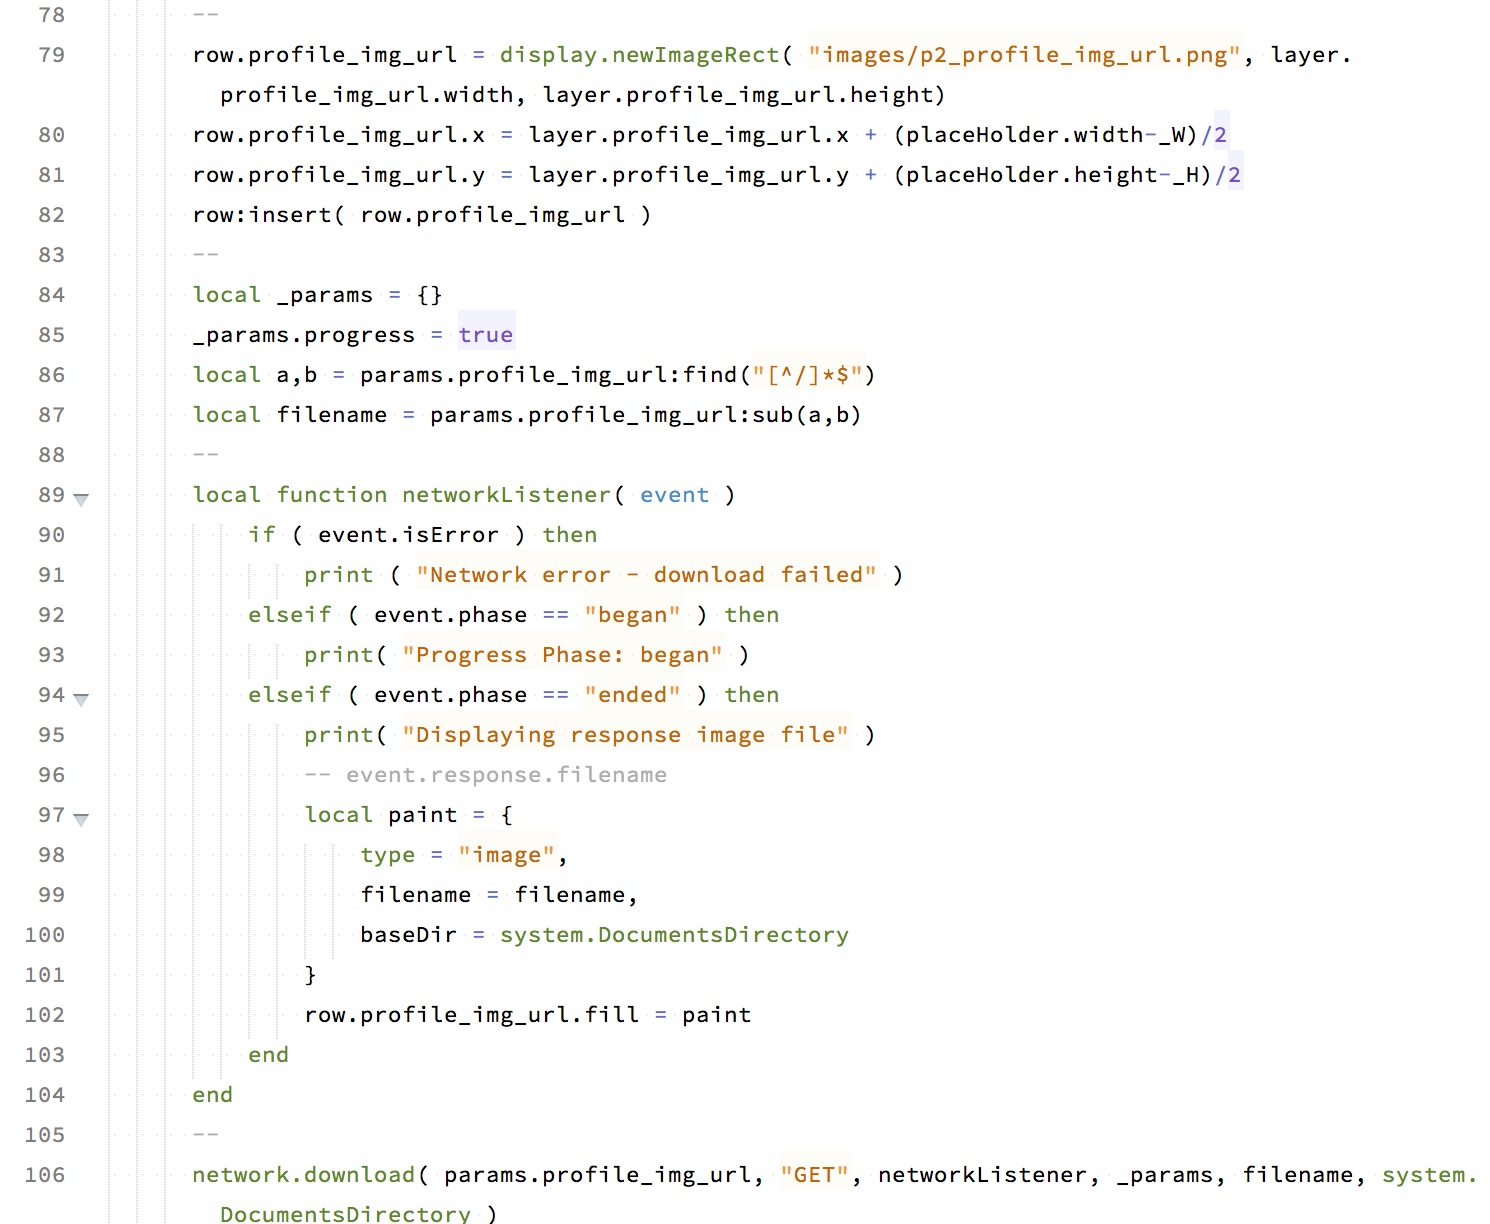 78 --
79 row.profile_img_url = display.newImageRect( "images/p2_profile_img_url.png", layer.
profile_img_url.width, layer.profile_img_url.height)
80 row.profile_img_url.x = layer.profile_img_url.x + (placeHolder.width-_W)/2
81 row.profile_img_url.y = layer.profile_img_url.y + (placeHolder.height-_H)/2
82 row:insert( row.profile_img_url )
83 --
84 local _params = {}
85 _params.progress = true
86 local a,b = params.profile_img_url:find("[^/]*$")
87 local filename = params.profile_img_url:sub(a,b)
88 --
89 local function networkListener( event )
90 if ( event.isError ) then
91 print ( "Network error - download failed" )
92 elseif ( event.phase == "began" ) then
93 print( "Progress Phase: began" )
94 elseif ( event.phase == "ended" ) then
95 print( "Displaying response image file" )
96 -- event.response.filename
97 local paint = {
98 type = "image",
99 filename = filename,
100 baseDir = system.DocumentsDirectory
101 }
102 row.profile_img_url.fill = paint
103 end
104 end
105 --
106 network.download( params.profile_img_url, "GET", networkListener, _params, filename, system.
DocumentsDirectory )